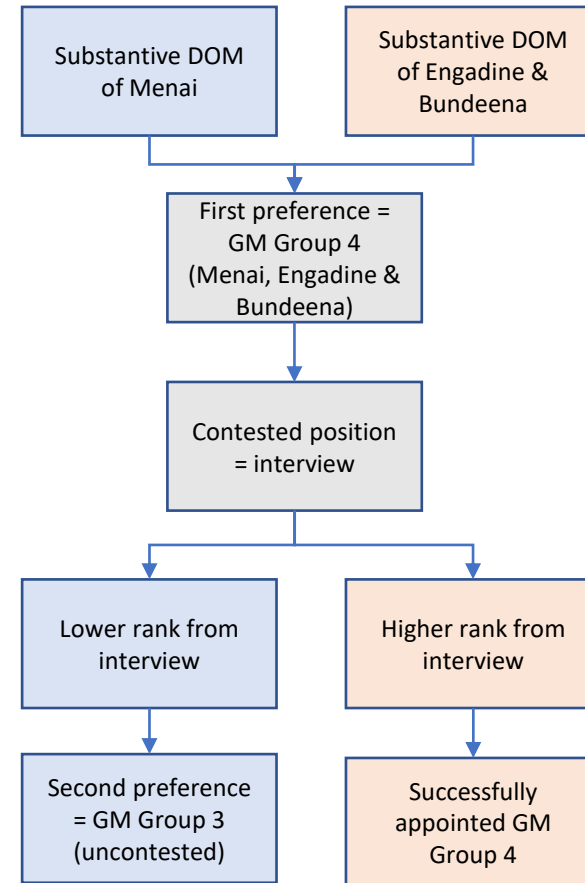 Substantive DOM
of Menai
Substantive DOM
of Engadine &
Bundeena
First preference =
GM Group 4
(Menai, Engadine &
Bundeena)
Contested position
= interview
Lower rank from
interview
Higher rank from
interview
Second preference
= GM Group 3
(uncontested)
Successfully
appointed GM
Group 4